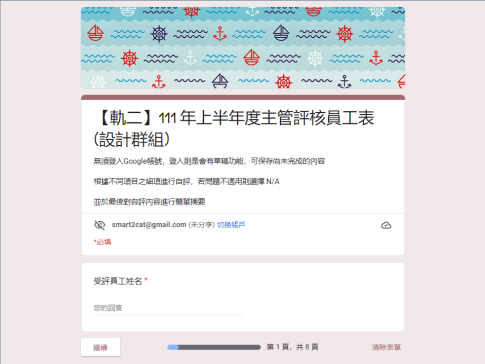 【軌二】111 年上半年度主管評核員工表
(設計群組)
無須登入Google帳號，登入則是會有草稿功能，可保存尚未完成的內容
根據不同項目之細項進行自評，若問題不適用則選擇 N/A
並於最後對自評內容進行簡單摘要
smart2cat@gmail.com (未分享) 切換帳戶
*必填
受評員工姓名 *
您的回答
繼續 第 1 頁，共 8 頁 清除表單